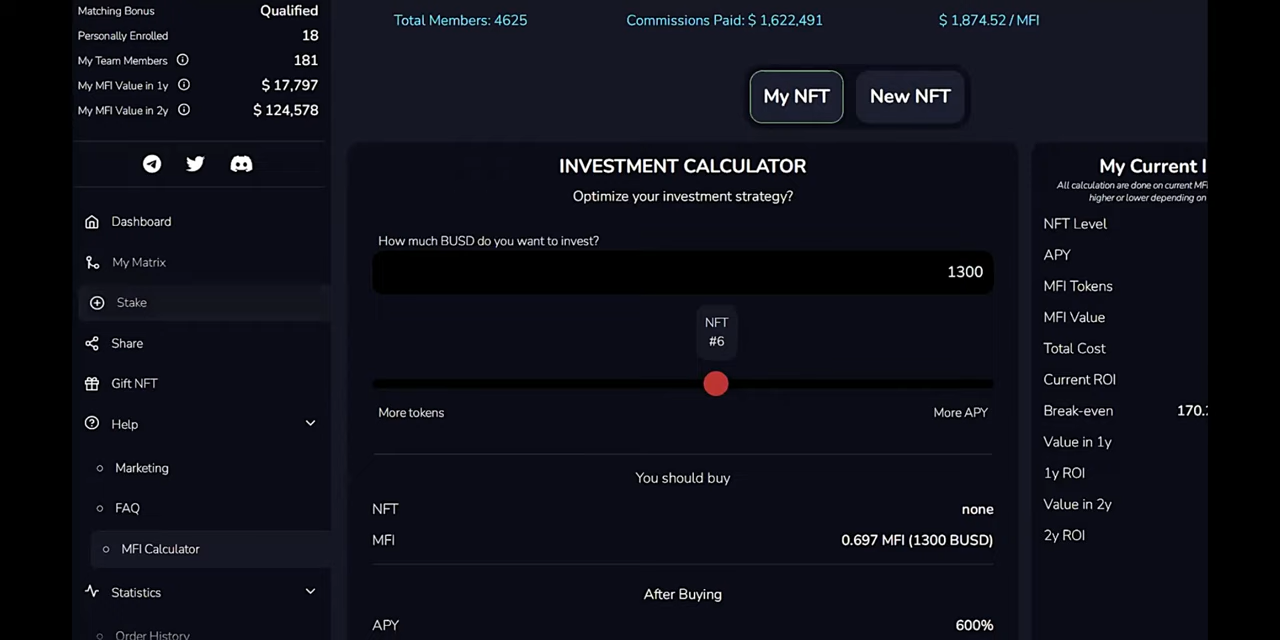 Matching Bonus Qualified
Personally Enrolled 18
My Team Members 181
My MFI Value in 1y $ 17,797
My MFI Value in 2y $ 124,578
Dashboard
My Matrix
Stake
Share
Gift NFT
Help
Marketing
FAQ
MFI Calculator
Statistics
Order History
Total Members: 4625 Commissions Paid: $ 1,622,491 $ 1,874.52 / MFI
My NFT New NFT
INVESTMENT CALCULATOR
Optimize your investment strategy?
How much BUSD do you want to invest?
1300
NFT
#6
More tokens More APY
You should buy
NFT none
MFI 0.697 MFI (1300 BUSD)
After Buying
APY 600%
My Current I
All calculation are done on current MF
higher or lower depending on
NFT Level
APY
MFI Tokens
MFI Value
Total Cost
Current ROI
Break-even 170.
Value in 1y
1y ROI
Value in 2y
2y ROI